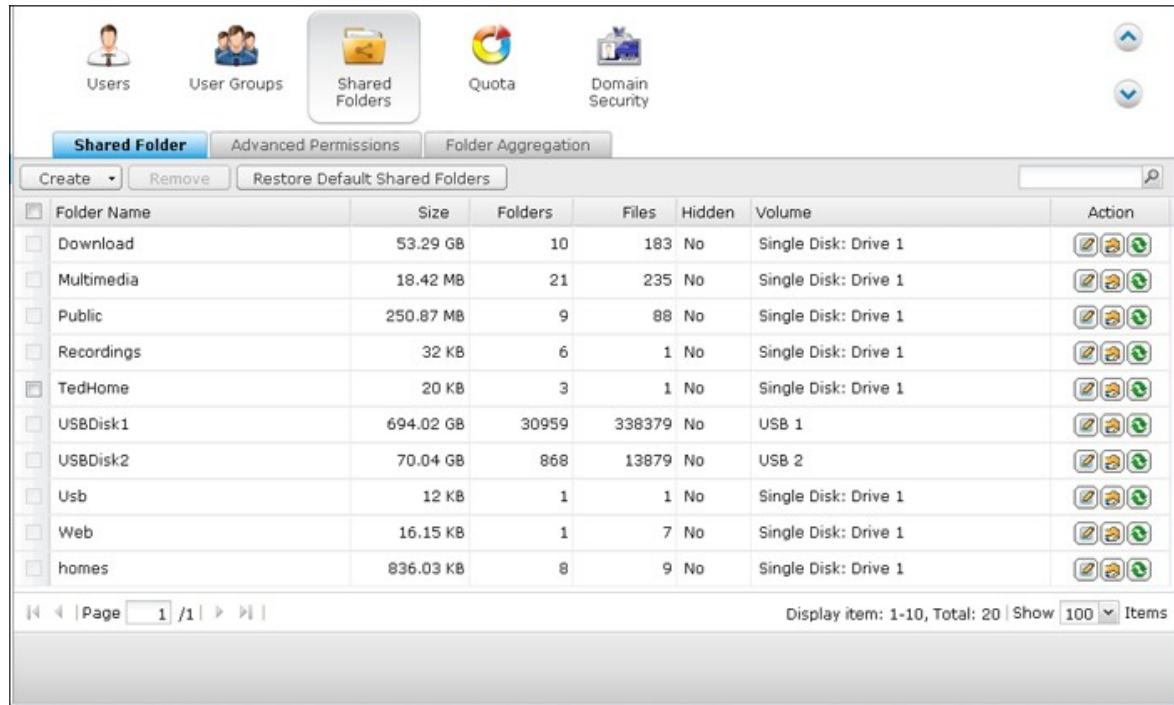 Users User Groups Shared Folders Quota Domain Security
Shared Folder Advanced Permissions Folder Aggregation
Create Remove Restore Default Shared Folders
Folder Name Size Folders Files Hidden Volume Action
Download 53.29 GB 10 183 No Single Disk: Drive 1
Multimedia 18.42 MB 21 235 No Single Disk: Drive 1
Public 250.87 MB 9 88 No Single Disk: Drive 1
Recordings 32 KB 6 1 No Single Disk: Drive 1
TedHome 20 KB 3 1 No Single Disk: Drive 1
USBDisk1 694.02 GB 30959 338379 No USB 1
USBDisk2 70.04 GB 868 13879 No USB 2
Usb 12 KB 1 1 No Single Disk: Drive 1
Web 16.15 KB 1 7 No Single Disk: Drive 1
homes 836.03 KB 8 9 No Single Disk: Drive 1
Page 1 /1 Display item: 1-10, Total: 20 Show 100 Items